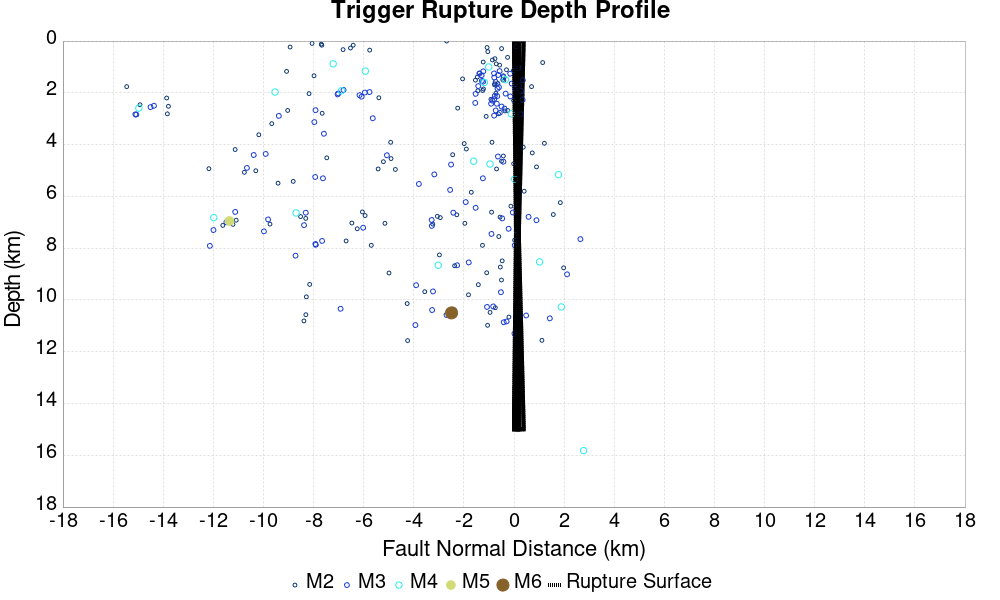 Trigger Rupture Depth Profile
0
2
4
6
8
10
12
14
16
18
Depth (km)
-18 -16 -14 -12 -10 -8 -6 -4 -2 0 2 4 6 8 10 12 14 16 18
Fault Normal Distance (km)
M2 M3 M4 M5 M6 Rupture Surface